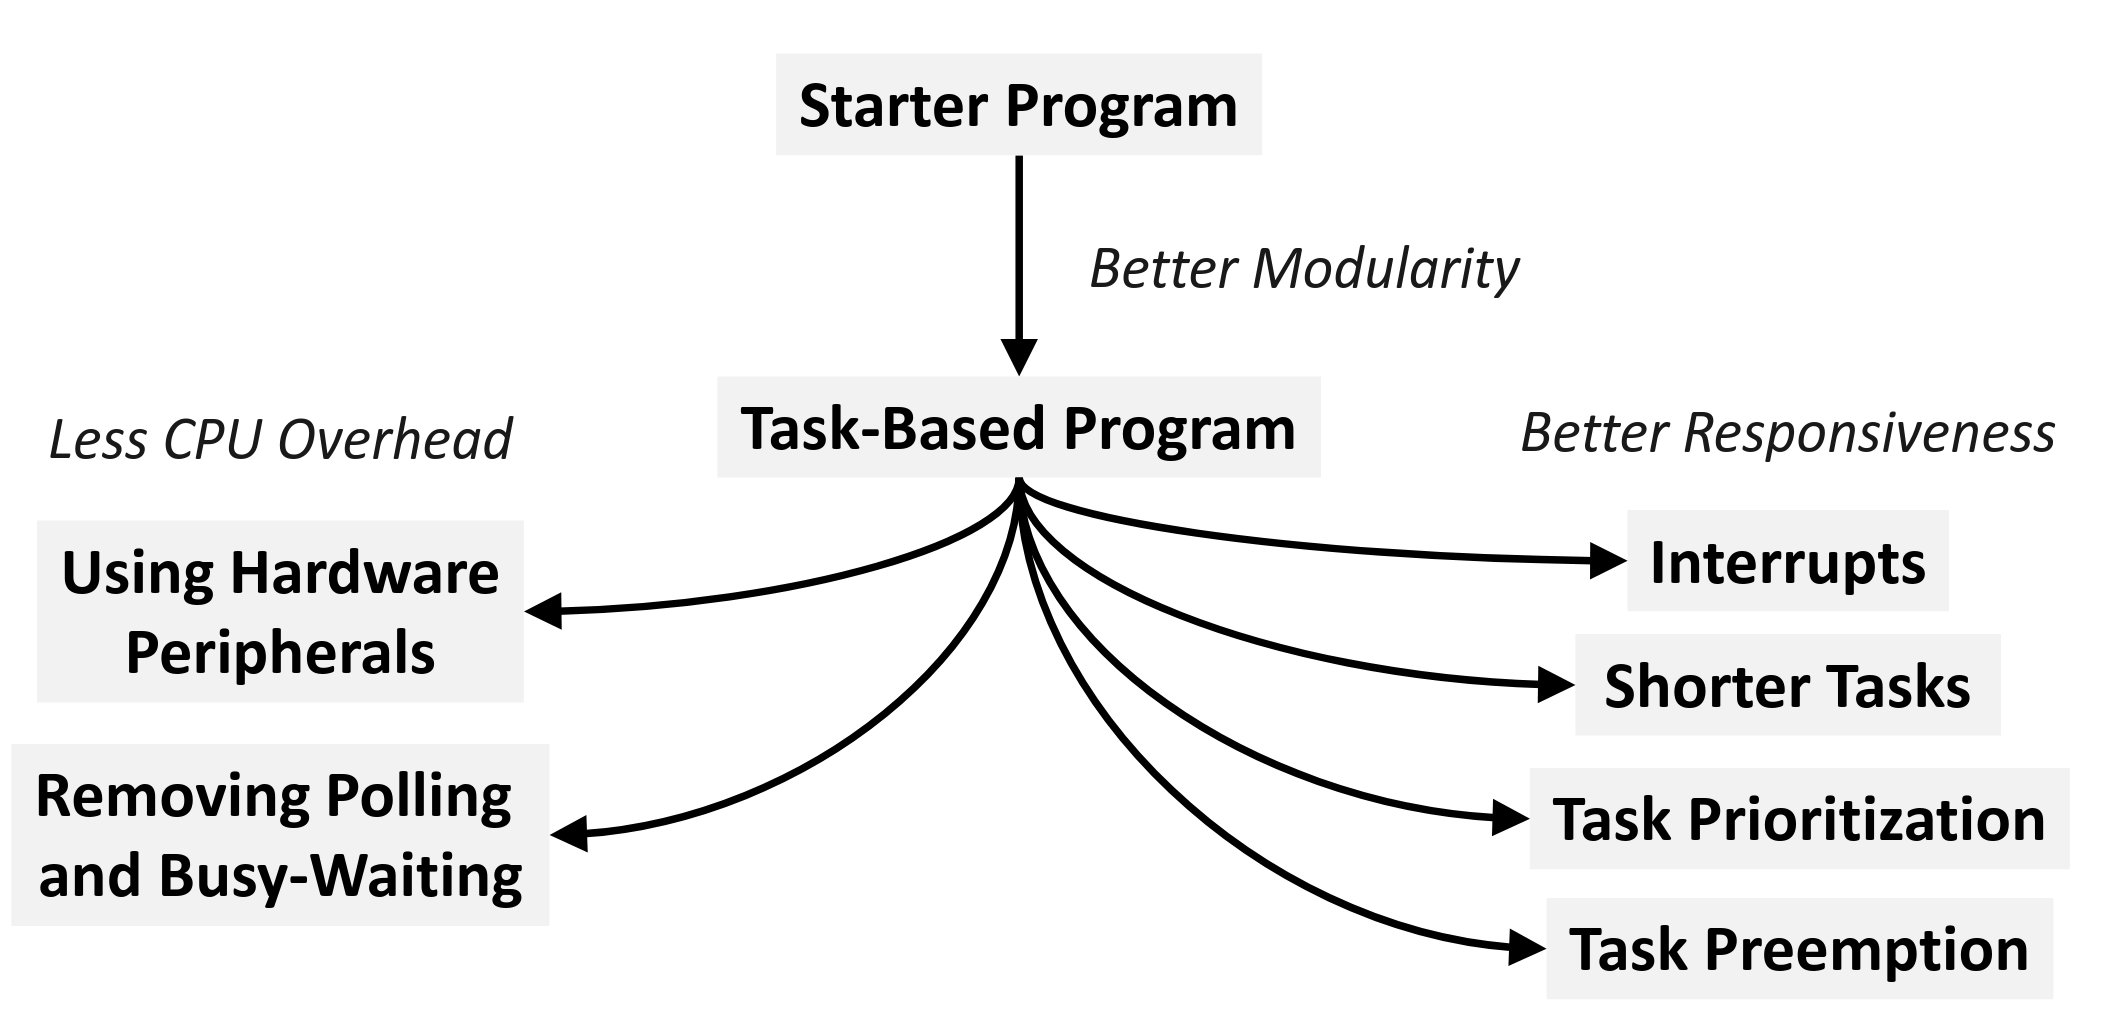 Starter Program
Better Modularity
Task-Based Program
Less CPU Overhead
Using Hardware
Peripherals
Removing Polling
and Busy-Waiting
Better Responsiveness
Interrupts
Shorter Tasks
Task Prioritization
Task Preemption